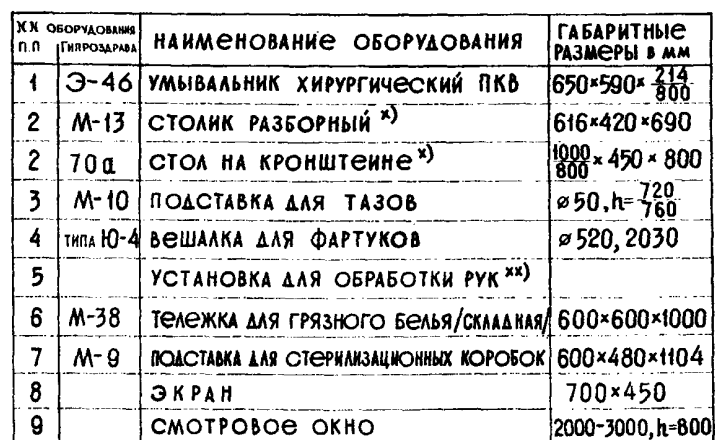 ХХ ОБОРУДОВАНИЯ НАИМЕНОВАНИЕ ОБОРУДОВАНИЯ ГАБАРИТНЫЕ
П.П ГИПРОЗДРАВА РАЗМЕРЫ В ММ
1 Э-46 УМЫВАЛЬНИК ХИРУРГИЧЕСКИЙ ПКВ 650×590×214/800
2 М-13 СТОЛИК РАЗБОРНЫЙ х) 616×420×690
2 70а СТОЛ НА КРОНШТЕЙНЕ х) 1000/800×450×800
3 М-10 ПОДСТАВКА ДЛЯ ТАЗОВ ⌀50, h=720/760
4 ТИПА Ю-4 ВЕШАЛКА ДЛЯ ФАРТУКОВ ⌀520, 2030
5 УСТАНОВКА ДЛЯ ОБРАБОТКИ РУК хх)
6 М-38 ТЕЛЕЖКА ДЛЯ ГРЯЗНОГО БЕЛЬЯ/СКЛАДНАЯ/ 600×600×1000
7 М-9 ПОДСТАВКА ДЛЯ СТЕРИЛИЗАЦИОННЫХ КОРОБОК 600×480×1104
8 ЭКРАН 700×450
9 СМОТРОВОЕ ОКНО 2000-3000, h=800